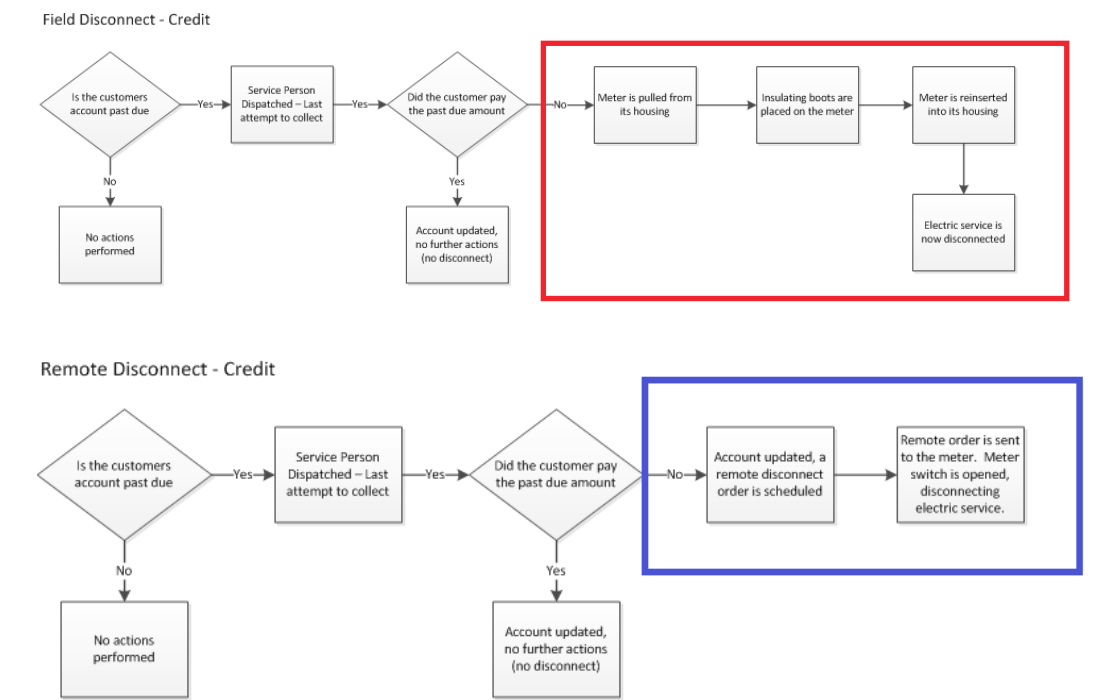 Field Disconnect - Credit
Is the customers
account past due
Yes
Service Person
Dispatched – Last
attempt to collect
Yes
Did the customer pay
the past due amount
No
Meter is pulled from
its housing
Insulating boots are
placed on the meter
Meter is reinserted
into its housing
No
Yes
No actions
performed
Account updated,
no further actions
(no disconnect)
Electric service is
now disconnected
Remote Disconnect - Credit
Is the customers
account past due
Yes
Service Person
Dispatched – Last
attempt to collect
Yes
Did the customer pay
the past due amount
No
Account updated, a
remote disconnect
order is scheduled
Remote order is sent
to the meter. Meter
switch is opened,
disconnecting
electric service.
No
Yes
No actions
performed
Account updated,
no further actions
(no disconnect)